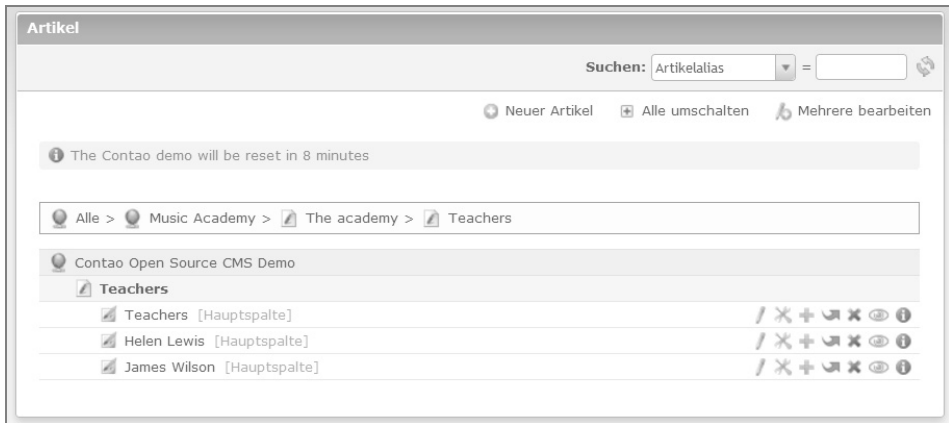 Artikel
Suchen: Artikelalias =
Neuer Artikel Alle umschalten Mehrere bearbeiten
The Contao demo will be reset in 8 minutes
Alle > Music Academy > The academy > Teachers
Contao Open Source CMS Demo
Teachers
Teachers [Hauptspalte]
Helen Lewis [Hauptspalte]
James Wilson [Hauptspalte]